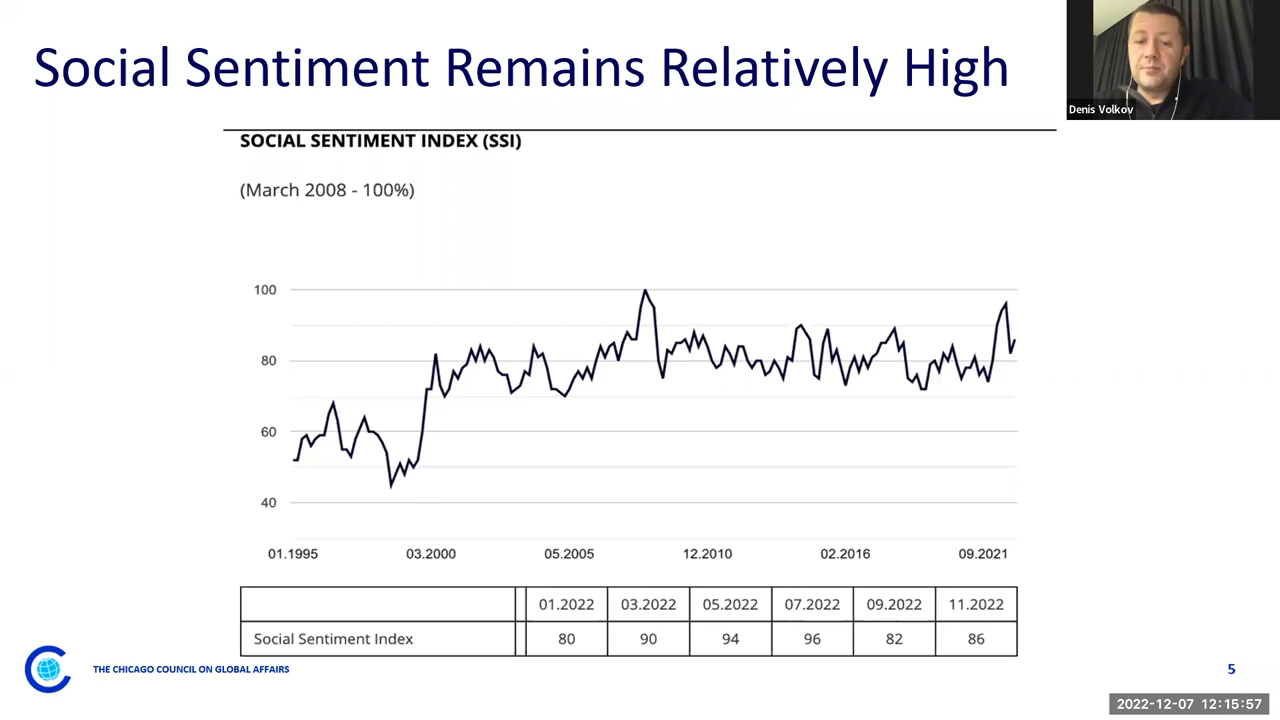 Social Sentiment Remains Relatively High
Denis Volkov
SOCIAL SENTIMENT INDEX (SSI)
(March 2008 - 100%)
100
80
60
40
01.1995 03.2000 05.2005 12.2010 02.2016 09.2021
01.2022 03.2022 05.2022 07.2022 09.2022 11.2022
Social Sentiment Index 80 90 94 96 82 86
THE CHICAGO COUNCIL ON GLOBAL AFFAIRS
5
2022-12-07 12:15:57